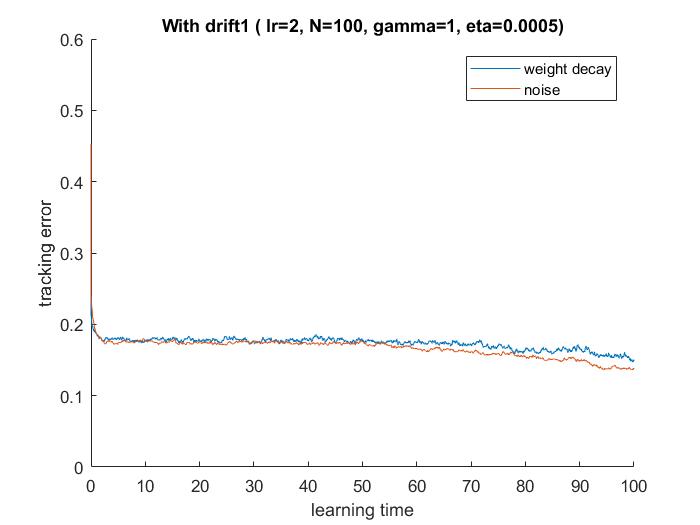 With drift1 ( lr=2, N=100, gamma=1, eta=0.0005)
0.6
weight decay
noise
0.5
0.4
0.3
0.2
0.1
0
tracking error
0 10 20 30 40 50 60 70 80 90 100
learning time